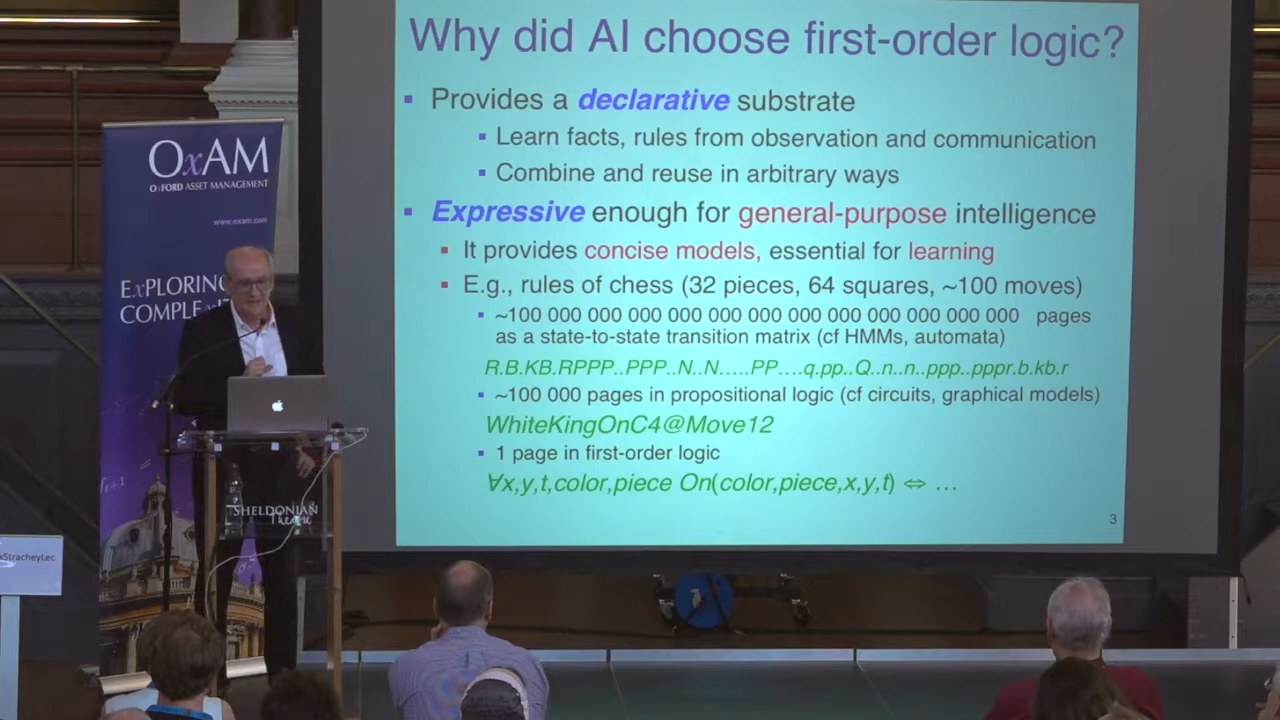 Why did AI choose first-order logic?
▪ Provides a declarative substrate
▪ Learn facts, rules from observation and communication
▪ Combine and reuse in arbitrary ways
▪ Expressive enough for general-purpose intelligence
▪ It provides concise models, essential for learning
▪ E.g., rules of chess (32 pieces, 64 squares, ~100 moves)
▪ ~100 000 000 000 000 000 000 000 000 000 000 000 000 pages
as a state-to-state transition matrix (cf HMMs, automata)
R.B.KB.RPPP..PPP..N..N.....PP....q.pp..Q..n..n..ppp..pppr.b.kb.r
▪ ~100 000 pages in propositional logic (cf circuits, graphical models)
WhiteKingOnC4@Move12
▪ 1 page in first-order logic
∀x,y,t,color,piece On(color,piece,x,y,t) ⇔ …
3
OxAM
OxFORD ASSET MANAGEMENT
www.oxam.com
ExPLORING
SHELDONIAN
Theatre
xStracheyLec